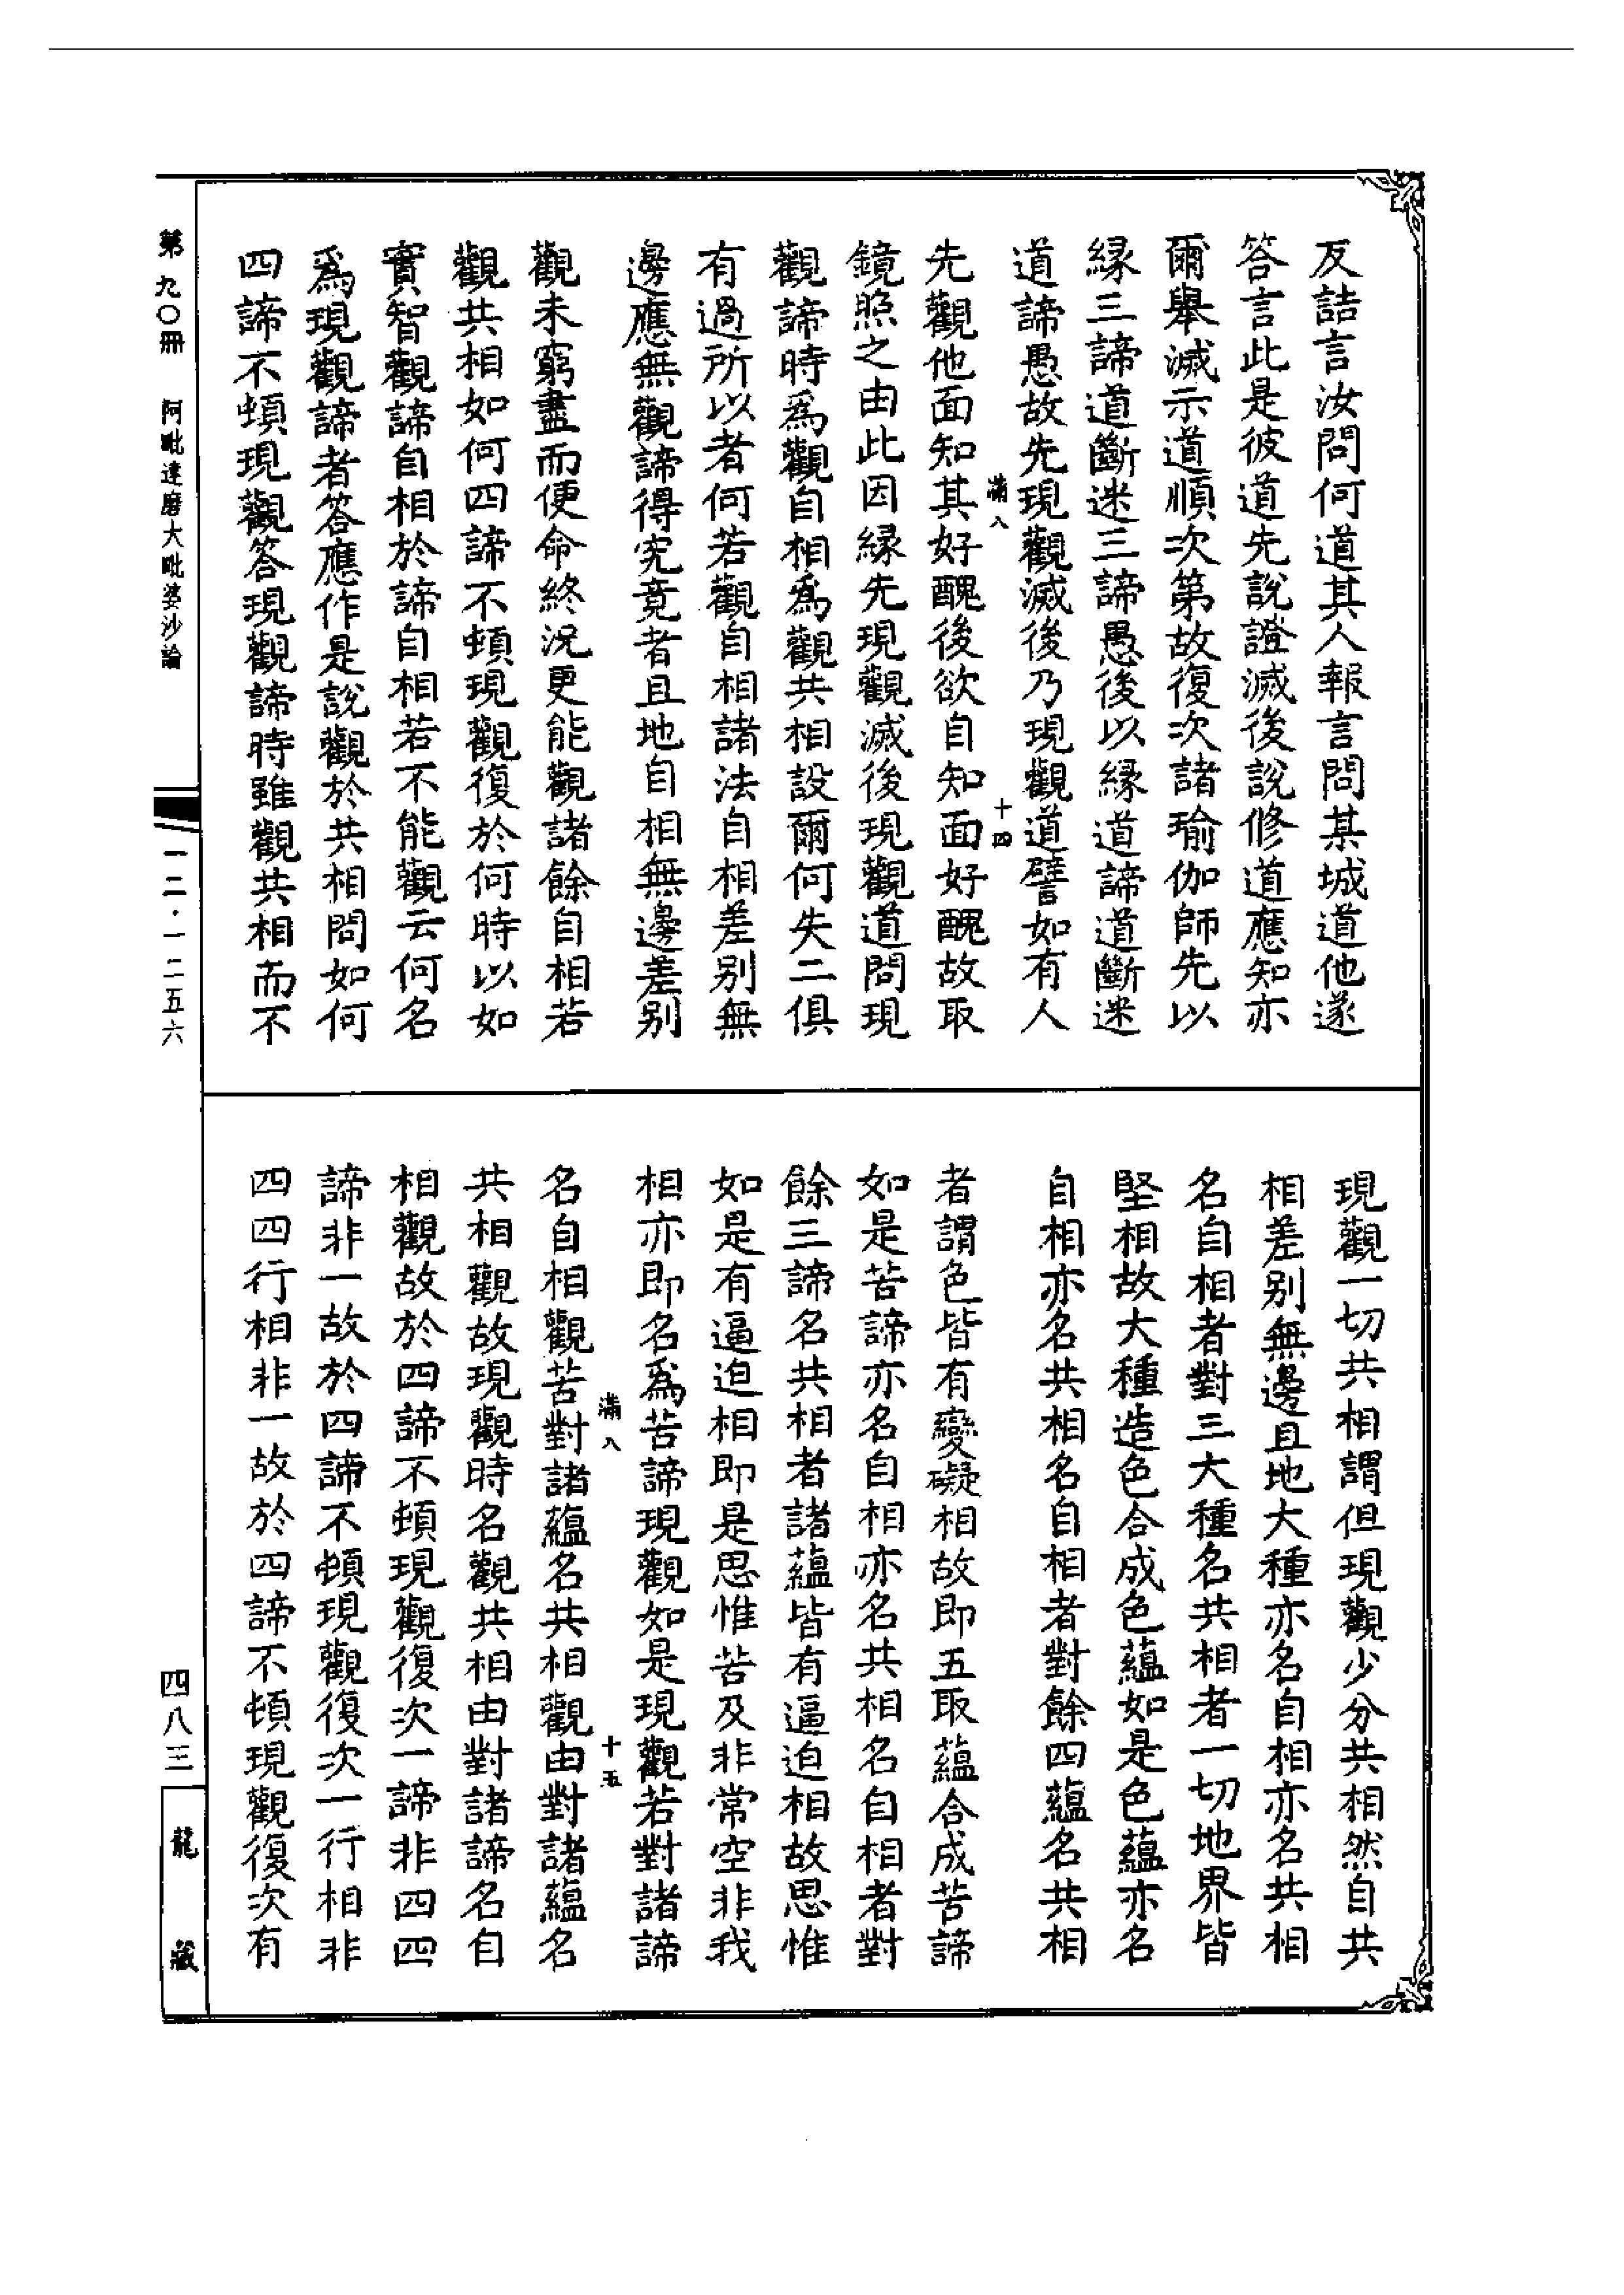 反詰言汝問何道其人報言問某城道他遂
答言此是彼道先說證滅後說修道應知亦
爾舉滅示道順次第故復次諸瑜伽師先以
緣三諦道斷迷三諦愚後以緣道諦道斷迷
道諦愚故先現觀滅後乃現觀道譬如有人
滿八
十四
先觀他面知其好醜後欲自知面好醜故取
鏡照之由此因緣先現觀滅後現觀道問現
觀諦時爲觀自相爲觀共相設爾何失二俱
有過所以者何若觀自相諸法自相差別無
邊應無觀諦得究竟者且地自相無邊差別
觀未窮盡而便命終況更能觀諸餘自相若
觀共相如何四諦不頓現觀復於何時以如
實智觀諦自相於諦自相若不能觀云何名
爲現觀諦者答應作是說觀於共相問如何
四諦不頓現觀答現觀諦時雖觀共相而不
現觀一切共相謂但現觀少分共相然自共
相差別無邊且地大種亦名自相亦名共相
名自相者對三大種名共相者一切地界皆
堅相故大種造色合成色蘊如是色蘊亦名
自相亦名共相名自相者對餘四蘊名共相
者謂色皆有變礙相故即五取蘊合成苦諦
如是苦諦亦名自相亦名共相名自相者對
餘三諦名共相者諸蘊皆有逼迫相故思惟
如是有逼迫相即是思惟苦及非常空非我
相亦即名爲苦諦現觀如是現觀若對諸諦
滿八
十五
名自相觀苦對諸蘊名共相觀由對諸蘊名
共相觀故現觀時名觀共相由對諸諦名自
相觀故於四諦不頓現觀復次一諦非四四
諦非一故於四諦不頓現觀復次一行相非
四四行相非一故於四諦不頓現觀復次有
第九〇冊 阿毗達磨大毗婆沙論
一二·一二五六
四八三
龍藏